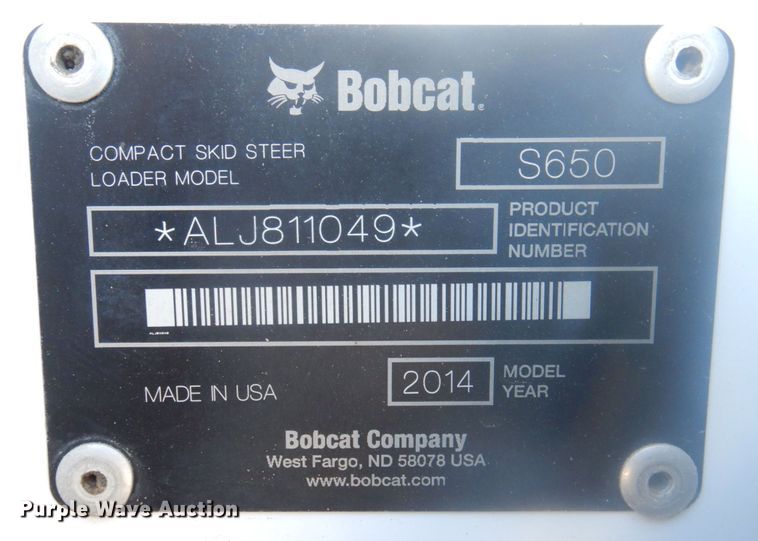 Bobcat.
COMPACT SKID STEER
LOADER MODEL
S650
*ALJ811049*
PRODUCT
IDENTIFICATION
NUMBER
MADE IN USA
2014
MODEL
YEAR
Bobcat Company
West Fargo, ND 58078 USA
www.bobcat.com
Purple Wave Auction